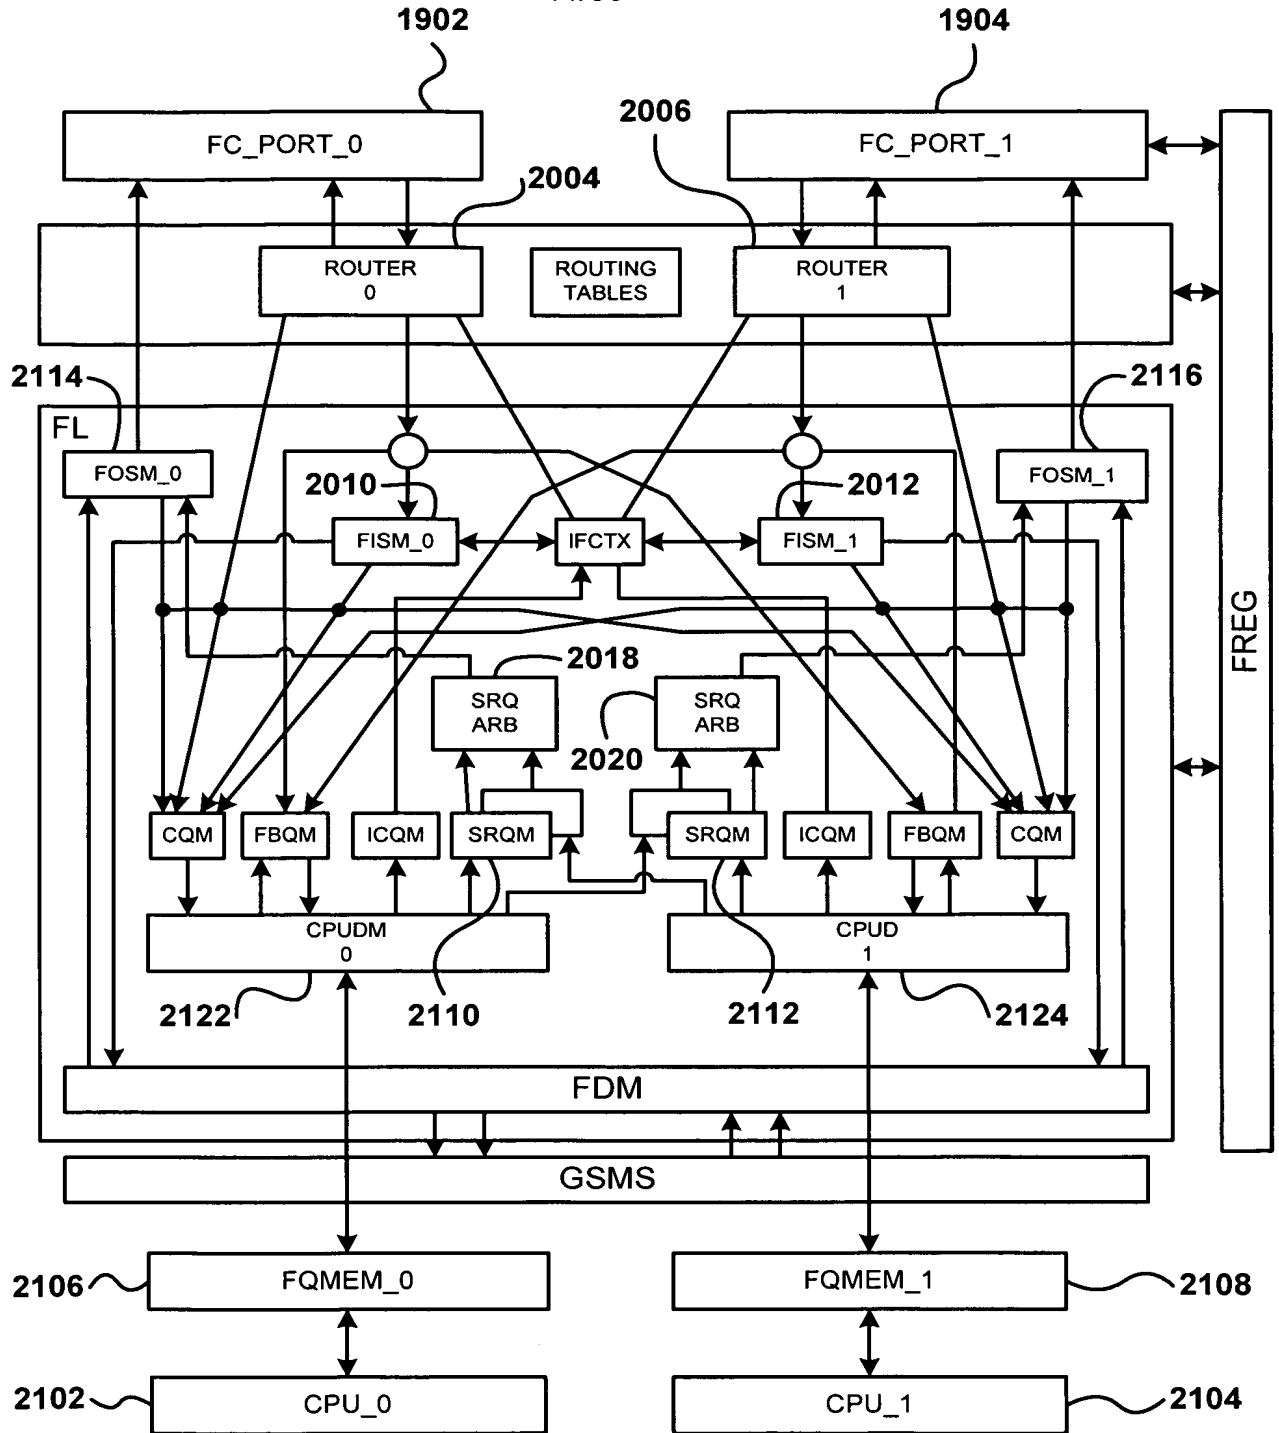 1902
1904
FC_PORT_0
2006
FC_PORT_1
2004
ROUTER
0
ROUTING
TABLES
ROUTER
1
2114
2116
FL
FOSM_0
2010
2012
FOSM_1
FISM_0
IFCTX
FISM_1
FREG
2018
SRQ
ARB
2020
SRQ
ARB
CQM
FBQM
ICQM
SRQM
SRQM
ICQM
FBQM
CQM
CPUDM
0
CPUD
1
2122
2110
2112
2124
FDM
GSMS
2106
FQMEM_0
FQMEM_1
2108
2102
CPU_0
CPU_1
2104